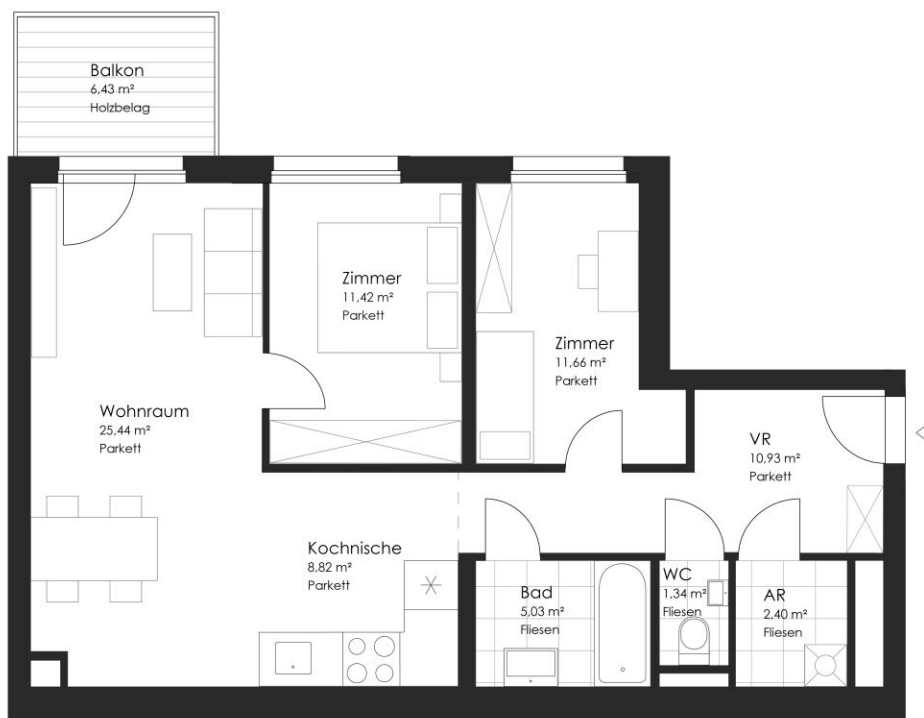 Balkon
6,43 m²
Holzbelag
Zimmer
11,42 m²
Parkett
Zimmer
11,66 m²
Parkett
Wohnraum
25,44 m²
Parkett
VR
10,93 m²
Parkett
Kochnische
8,82 m²
Parkett
Bad
5,03 m²
Fliesen
WC
1,34 m²
Fliesen
AR
2,40 m²
Fliesen